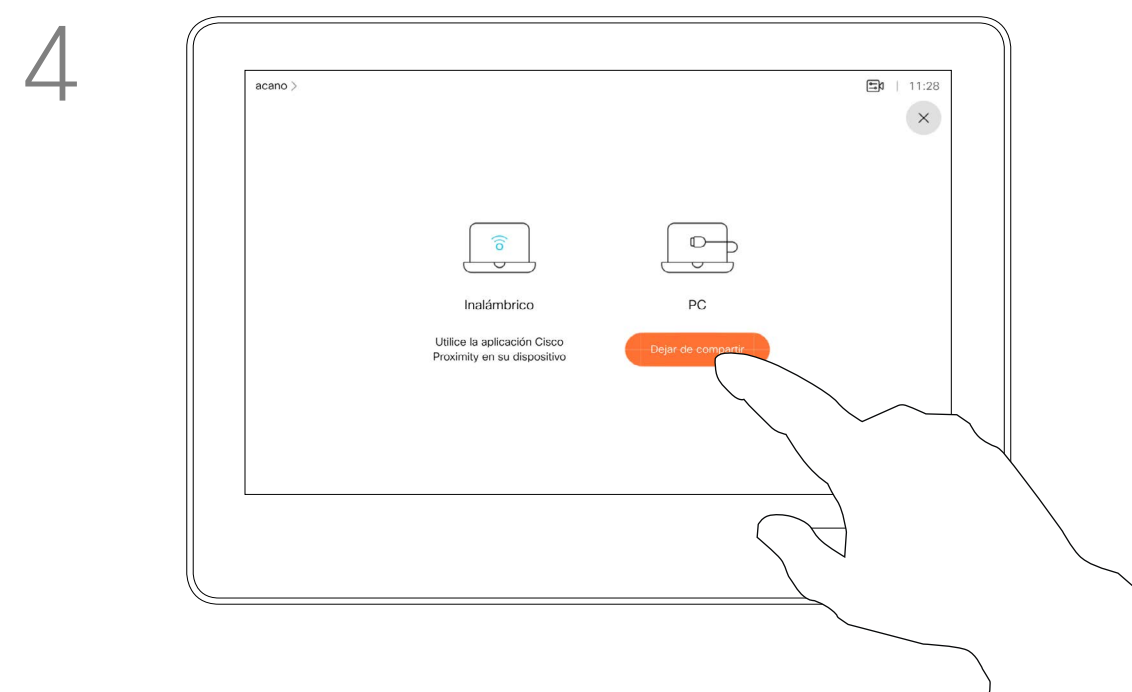 4
acano >
| 11:28
Inalámbrico
PC
Utilice la aplicación Cisco
Proximity en su dispositivo
Dejar de compartir